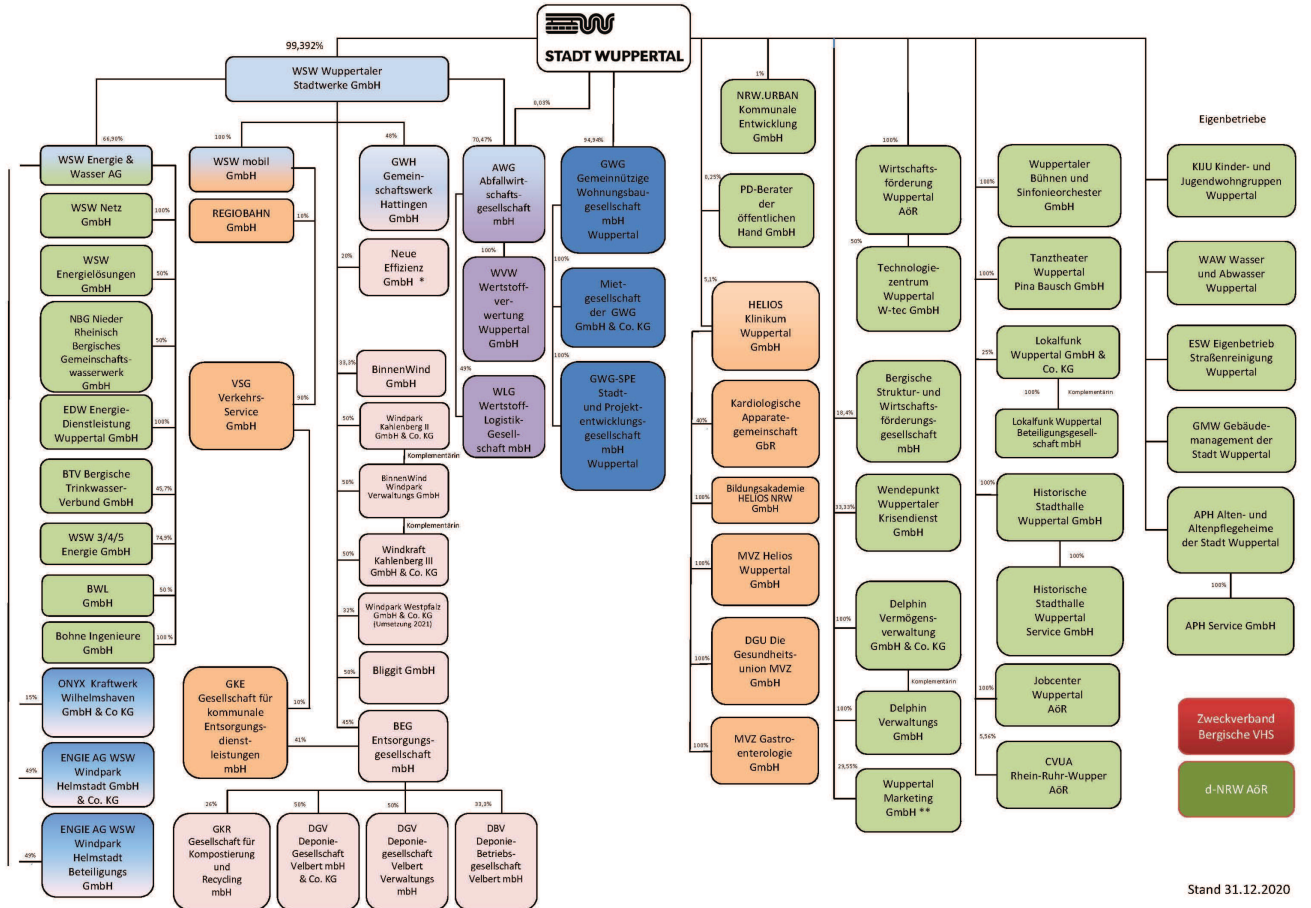 STADT WUPPERTAL
99,392%
WSW Wuppertaler
Stadtwerke GmbH
66,98%
WSW Energie &
Wasser AG
WSW Netz
GmbH
100%
WSW
Energielösungen
GmbH
50%
NBG Nieder
Rheinisch
Bergisches
Gemeinschafts-
wasserwerk
GmbH
50%
EDW Energie-
Dienstleistung
Wuppertal GmbH
100%
BTV Bergische
Trinkwasser-
Verbund GmbH
WSW 3/4/5
Energie GmbH
74,9%
BWL
GmbH
50 %
Bohne Ingenieure
GmbH
100 %
15%
ONYX Kraftwerk
Wilhelmshaven
GmbH & Co KG
49%
ENGIE AG WSW
Windpark
Helmstadt GmbH
& Co. KG
49%
ENGIE AG WSW
Windpark
Helmstadt
Beteiligungs
GmbH
100 %
WSW mobil
GmbH
REGIOBAHN
GmbH
10%
VSG
Verkehrs-
Service
GmbH
90%
GKE
Gesellschaft für
kommunale
Entsorgungs-
dienst-
leistungen
mbH
10%
41%
48%
GWH
Gemein-
schaftswerk
Hattingen
GmbH
20%
Neue
Effizienz
GmbH *
33,3%
BinnenWind
GmbH
50%
Windpark
Kahlenberg II
GmbH & Co. KG
Komplementärin
50%
BinnenWind
Windpark
Verwaltungs GmbH
Komplementärin
50%
Windkraft
Kahlenberg III
GmbH & Co. KG
32%
Windpark Westpfalz
GmbH & Co. KG
(Umsetzung 2021)
50%
Bliggit GmbH
45%
BEG
Entsorgungs-
gesellschaft
mbH
26%
GKR
Gesellschaft für
Kompostierung
und
Recycling
mbH
50%
DGV
Deponie-
Gesellschaft
Velbert mbH
& Co. KG
50%
DGV
Deponie-
gesellschaft
Velbert
Verwaltungs
mbH
33,3%
DBV
Deponie-
Betriebs-
gesellschaft
Velbert mbH
8,03%
70,47%
AWG
Abfallwirt-
schafts-
gesellschaft
mbH
100%
WVW
Wertstoff-
ver-
wertung
Wuppertal
GmbH
49%
WLG
Wertstoff-
Logistik-
Gesell-
schaft mbH
94,94%
GWG
Gemeinnützige
Wohnungsbau-
gesellschaft
mbH
Wuppertal
100%
Miet-
gesellschaft
der GWG
GmbH & Co. KG
100%
GWG-SPE
Stadt-
und Projekt-
entwicklungs-
gesellschaft
mbH
Wuppertal
1%
NRW.URBAN
Kommunale
Entwicklung
GmbH
0,25%
PD-Berater
der
öffentlichen
Hand GmbH
5,1%
HELIOS
Klinikum
Wuppertal
GmbH
40%
Kardiologische
Apparate-
gemeinschaft
GbR
100%
Bildungsakademie
HELIOS NRW
GmbH
100%
MVZ Helios
Wuppertal
GmbH
100%
DGU Die
Gesundheits-
union MVZ
GmbH
100%
MVZ Gastro-
enterologie
GmbH
100%
Wirtschafts-
förderung
Wuppertal
AöR
50%
Technologie-
zentrum
Wuppertal
W-tec GmbH
18,4%
Bergische
Struktur- und
Wirtschafts-
förderungs-
gesellschaft
mbH
33,33%
Wendepunkt
Wuppertaler
Krisendienst
GmbH
100%
Delphin
Vermögens-
verwaltung
GmbH & Co. KG
Komplementärin
100%
Delphin
Verwaltungs
GmbH
29,55%
Wuppertal
Marketing
GmbH **
100%
Wuppertaler
Bühnen und
Sinfonieorchester
GmbH
100%
Tanztheater
Wuppertal
Pina Bausch GmbH
25%
Lokalfunk
Wuppertal GmbH &
Co. KG
100%
Komplementärin
Lokalfunk Wuppertal
Beteiligungsgesell-
schaft mbH
100%
Historische
Stadthalle
Wuppertal GmbH
100%
Historische
Stadthalle
Wuppertal
Service GmbH
100%
Jobcenter
Wuppertal
AöR
5,56%
CVUA
Rhein-Ruhr-Wupper
AöR
Eigenbetriebe
KIJU Kinder- und
Jugendwohngruppen
Wuppertal
WAW Wasser
und Abwasser
Wuppertal
ESW Eigenbetrieb
Straßenreinigung
Wuppertal
GMW Gebäude-
management der
Stadt Wuppertal
APH Alten- und
Altenpflegeheime
der Stadt Wuppertal
100%
APH Service GmbH
Zweckverband
Bergische VHS
d-NRW AöR
Stand 31.12.2020